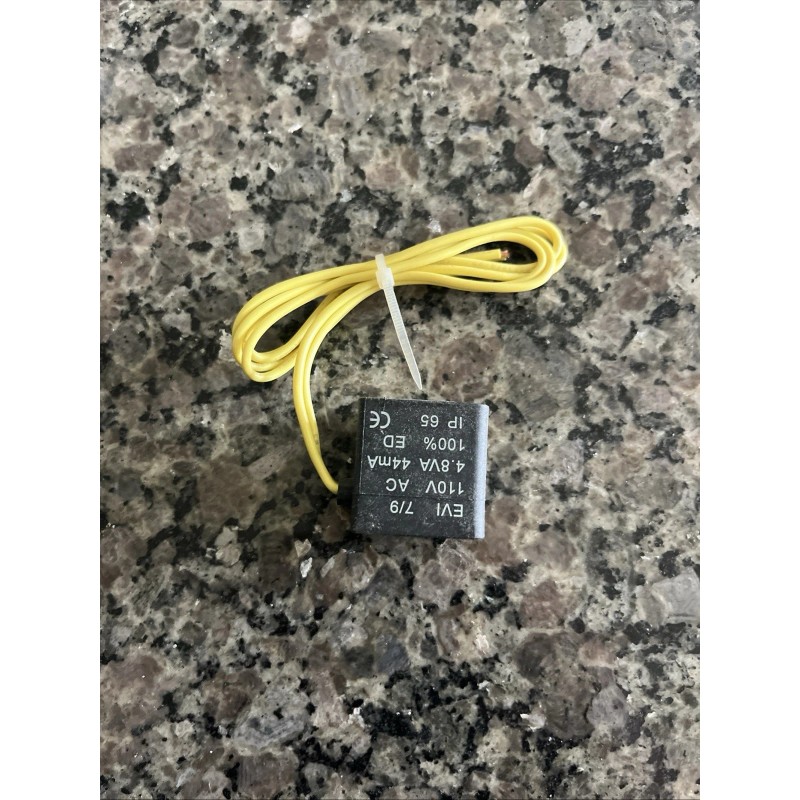 EVI 7/9
110V AC
4.8VA 44mA
100% ED
IP 65 CE